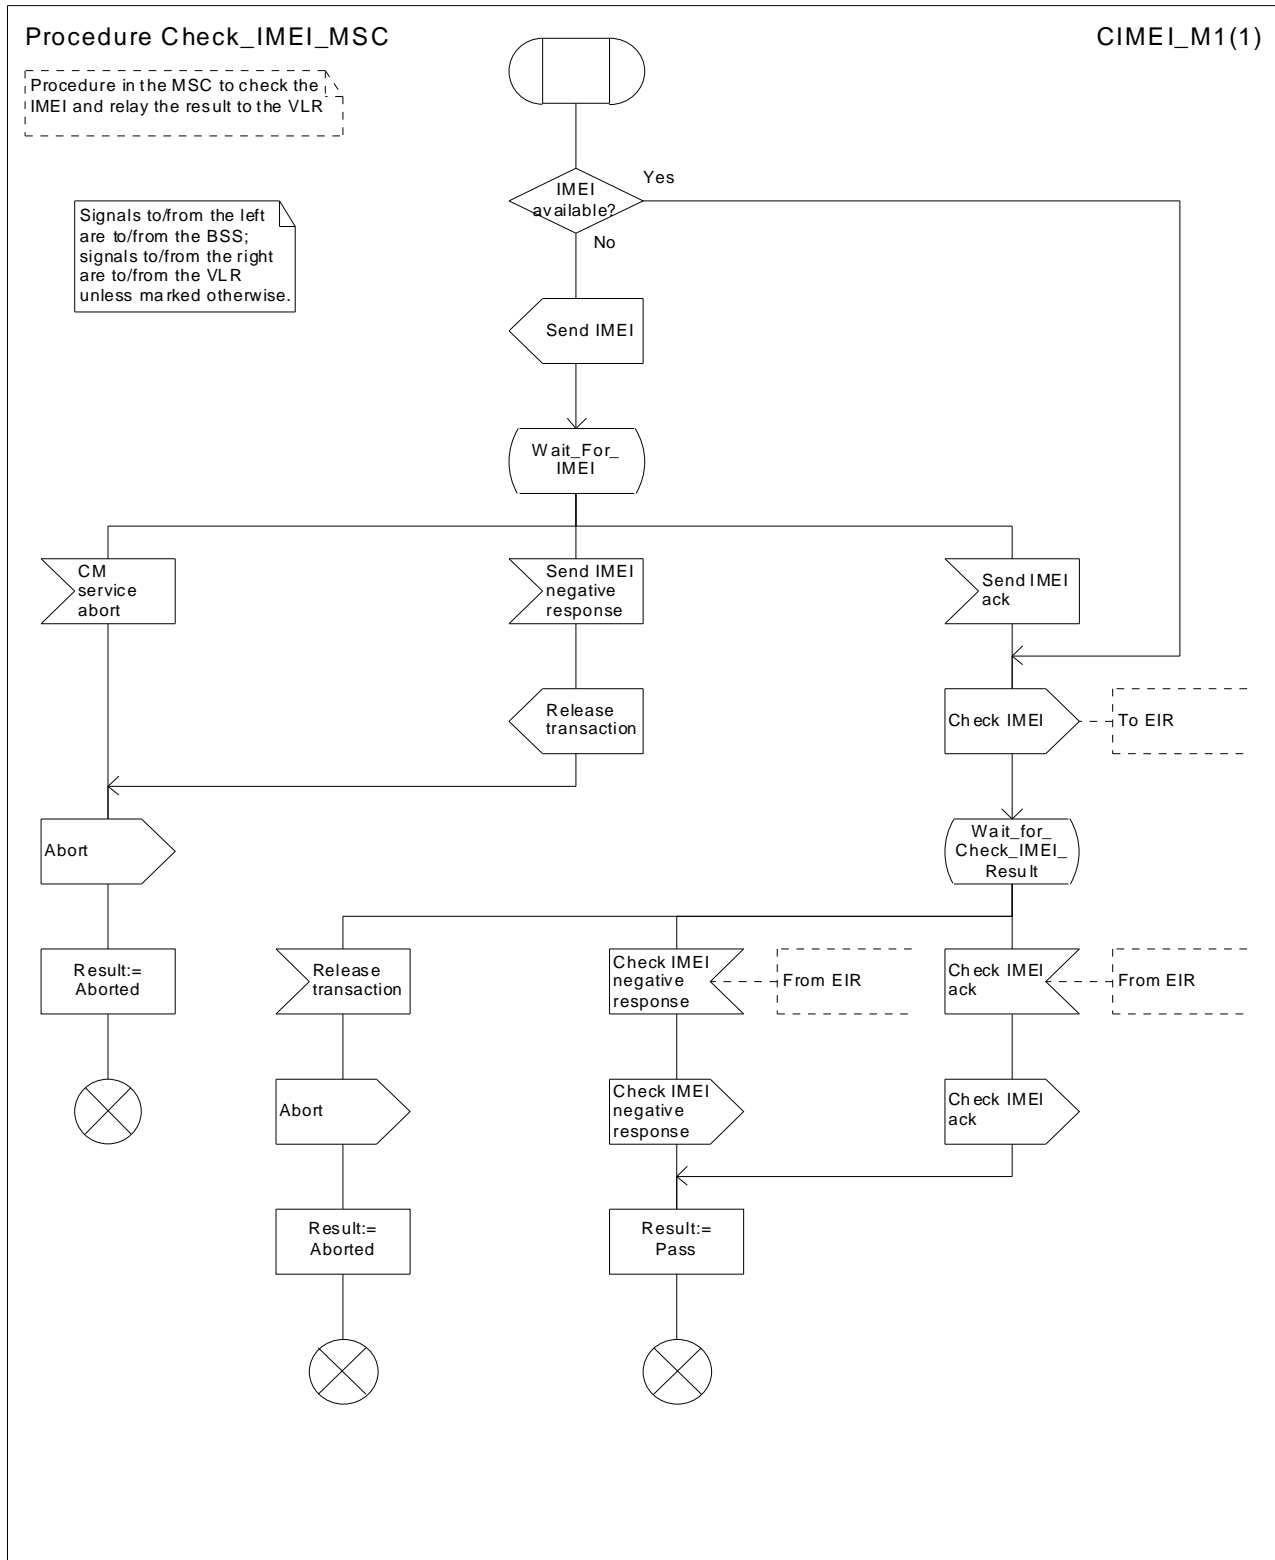 Procedure Check_IMEI_MSC
CIMEI_M1(1)
Procedure in the MSC to check the
IMEI and relay the result to the VLR
Signals to/from the left
are to/from the BSS;
signals to/from the right
are to/from the VLR
unless marked otherwise.
IMEI
available?
Yes
No
Send IMEI
Wait_For_
IMEI
CM
service
abort
Send IMEI
negative
response
Send IMEI
ack
Release
transaction
Check IMEI
To EIR
Abort
Wait_for_
Check_IMEI_
Result
Result:=
Aborted
Release
transaction
Check IMEI
negative
response
From EIR
Check IMEI
ack
From EIR
Abort
Check IMEI
negative
response
Check IMEI
ack
Result:=
Aborted
Result:=
Pass